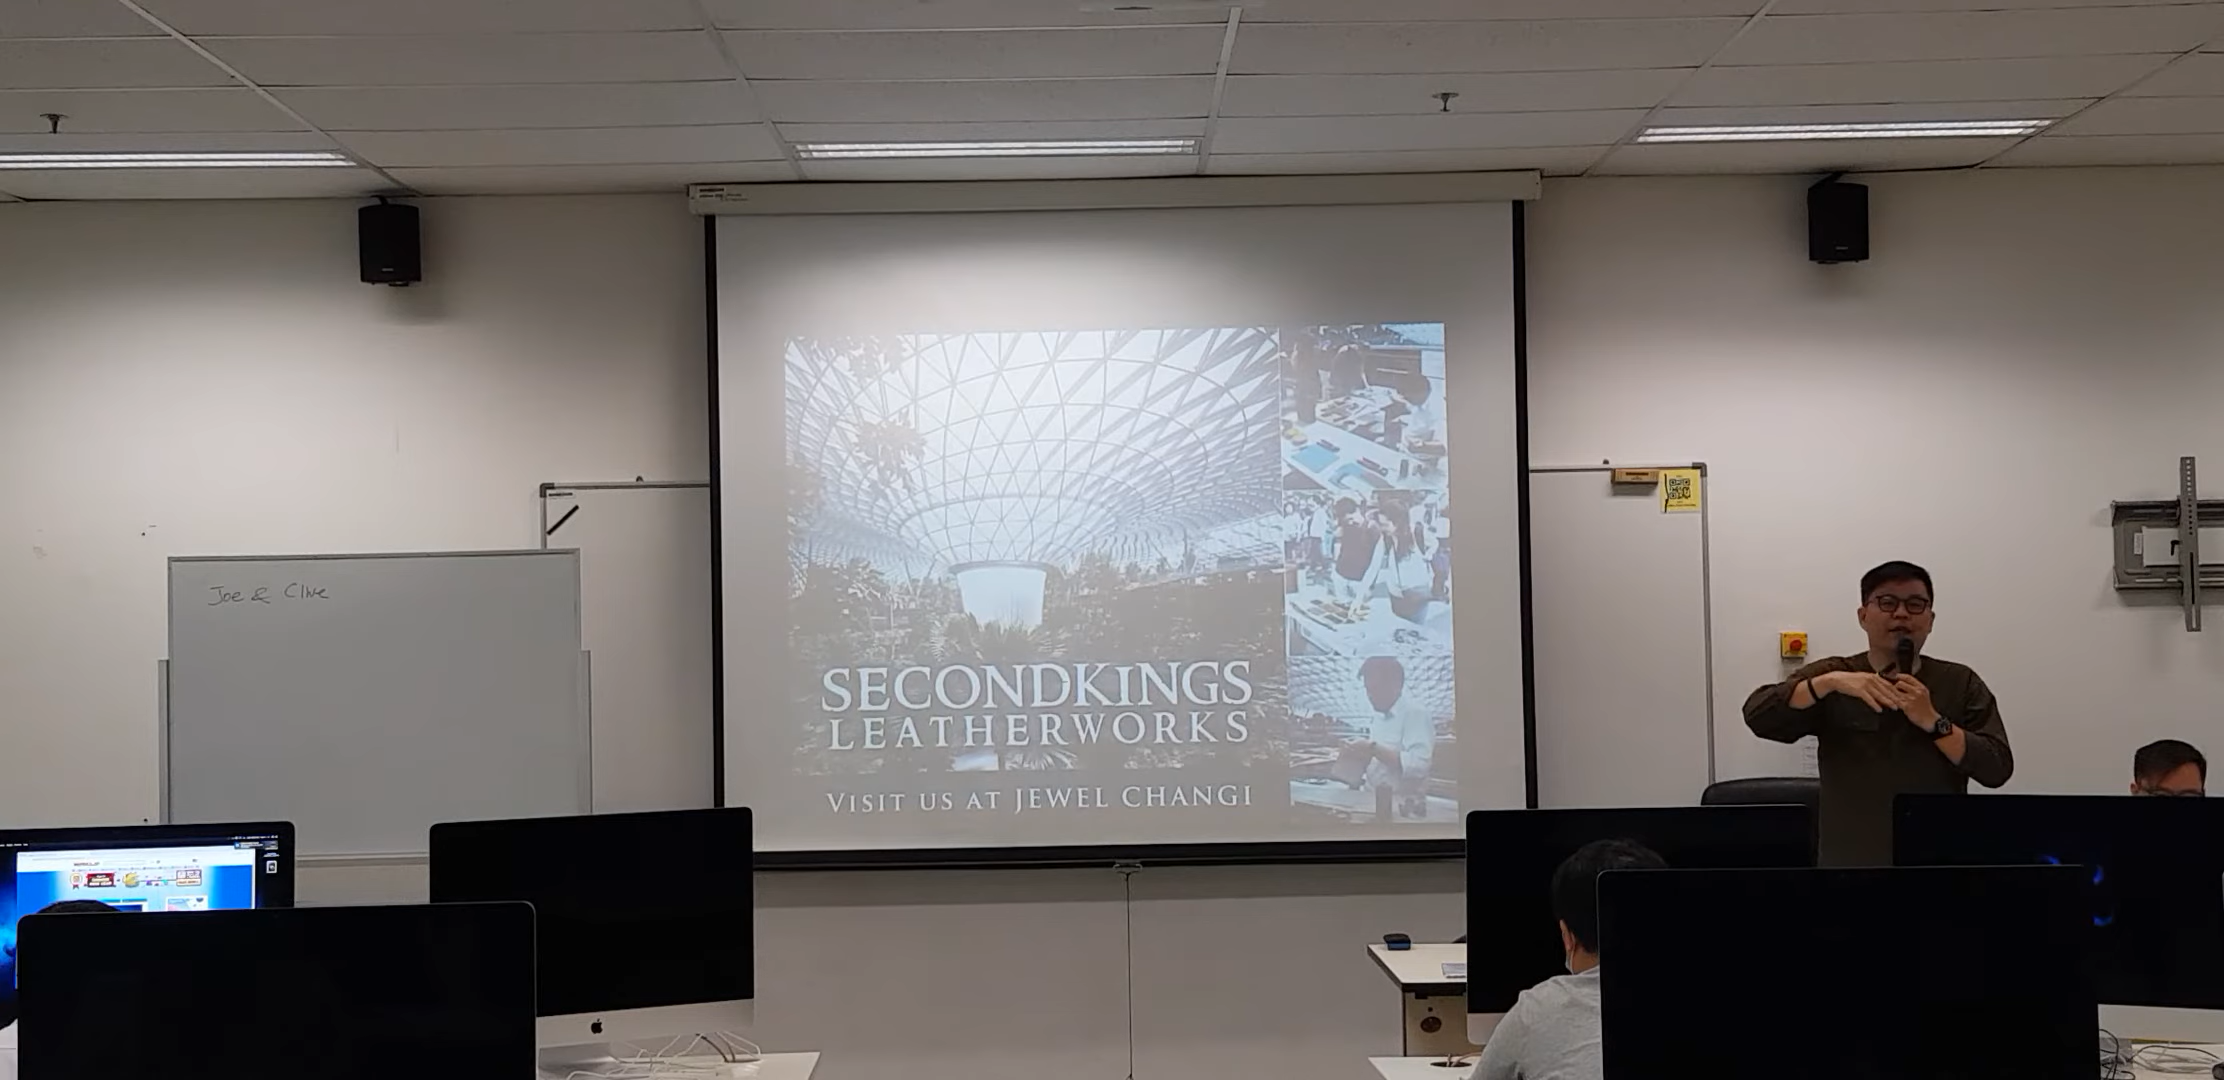 Joe & Clive
SECONDKINGS
LEATHERWORKS
VISIT US AT JEWEL CHANGI